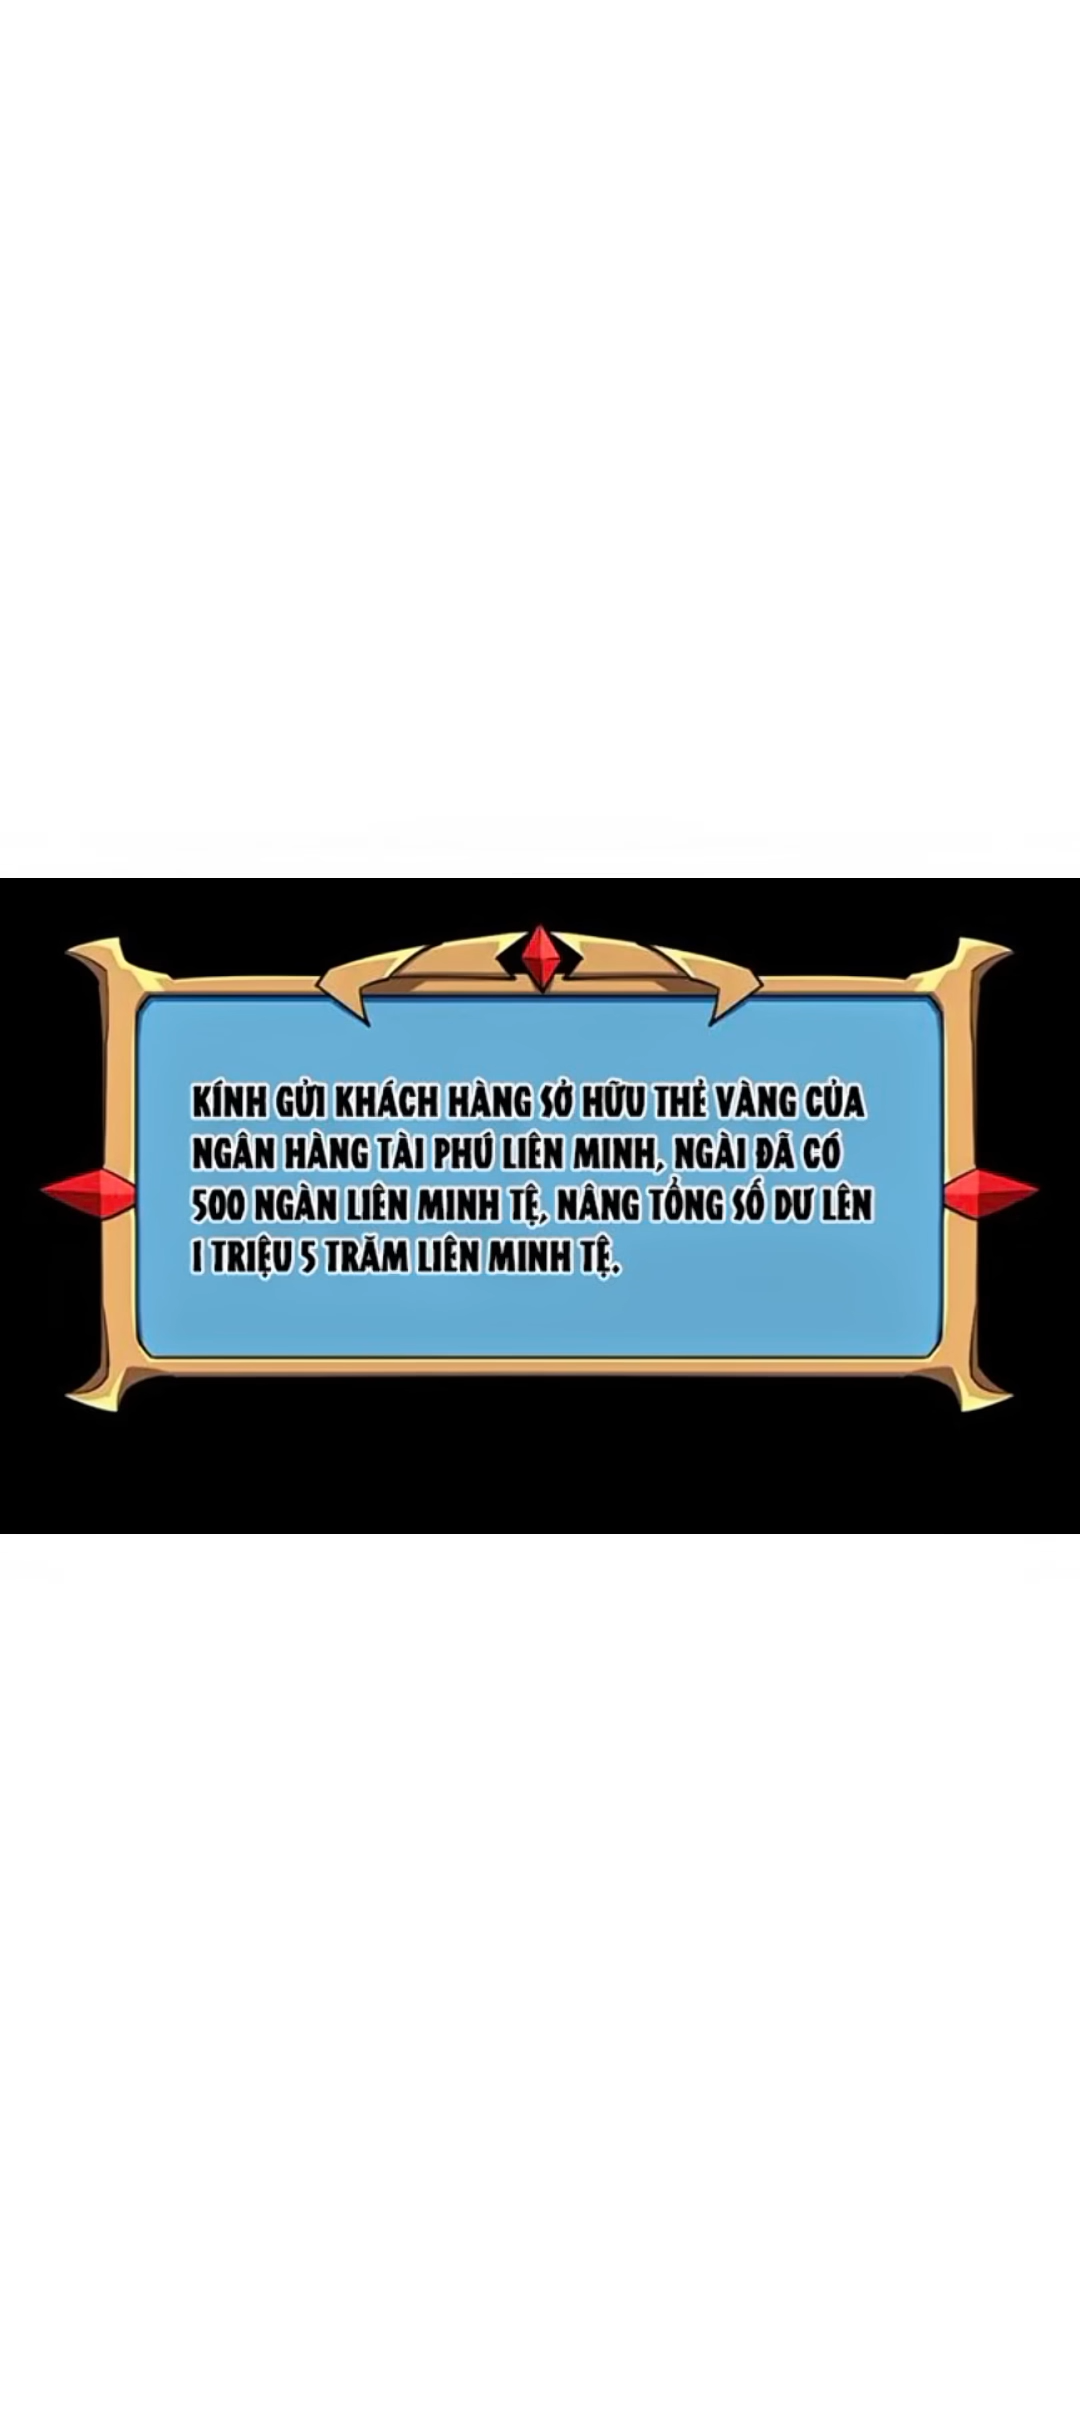 KÍNH GỬI KHÁCH HÀNG SỞ HỮU THẺ VÀNG CỦA
NGÂN HÀNG TÀI PHÚ LIÊN MINH, NGÀI ĐÃ CÓ
500 NGÀN LIÊN MINH TỆ, NÂNG TỔNG SỐ DƯ LÊN
1 TRIỆU 5 TRĂM LIÊN MINH TỆ.